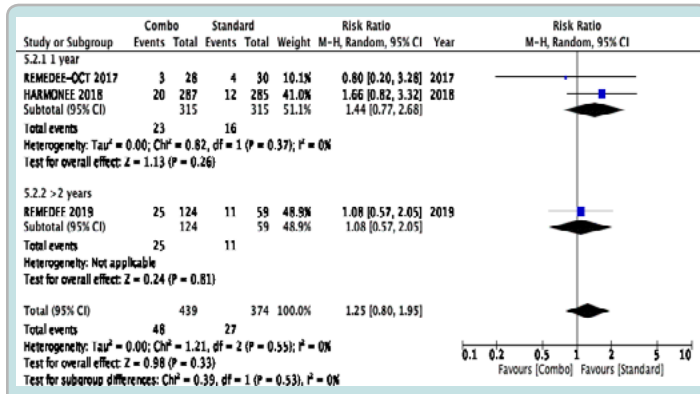 Combo Standard Risk Ratio Risk Ratio
Study or Subgroup Events Total Events Total Weight M-H, Random, 95% CI Year M-H, Random, 95% CI
5.2.1 1 year
REMEDEE-OCT 2017 3 28 4 30 10.1% 0.80 [0.20, 3.28] 2017
HARMONEE 2018 20 287 12 285 41.0% 1.66 [0.82, 3.32] 2018
Subtotal (95% CI) 315 315 51.1% 1.44 [0.77, 2.68]
Total events 23 16
Heterogeneity: Tau² = 0.00; Chi² = 0.82, df = 1 (P = 0.37); I² = 0%
Test for overall effect: Z = 1.13 (P = 0.26)
5.2.2 >2 years
REMEDEE 2019 25 124 11 59 48.9% 1.08 [0.57, 2.05] 2019
Subtotal (95% CI) 124 59 48.9% 1.08 [0.57, 2.05]
Total events 25 11
Heterogeneity: Not applicable
Test for overall effect: Z = 0.24 (P = 0.81)
Total (95% CI) 439 374 100.0% 1.25 [0.80, 1.95]
Total events 48 27
Heterogeneity: Tau² = 0.00; Chi² = 1.21, df = 2 (P = 0.55); I² = 0%
Test for overall effect: Z = 0.98 (P = 0.33)
Test for subgroup differences: Chi² = 0.39, df = 1 (P = 0.53), I² = 0%
0.1 0.2 0.5 1 2 5 10
Favours [Combo] Favours [Standard]